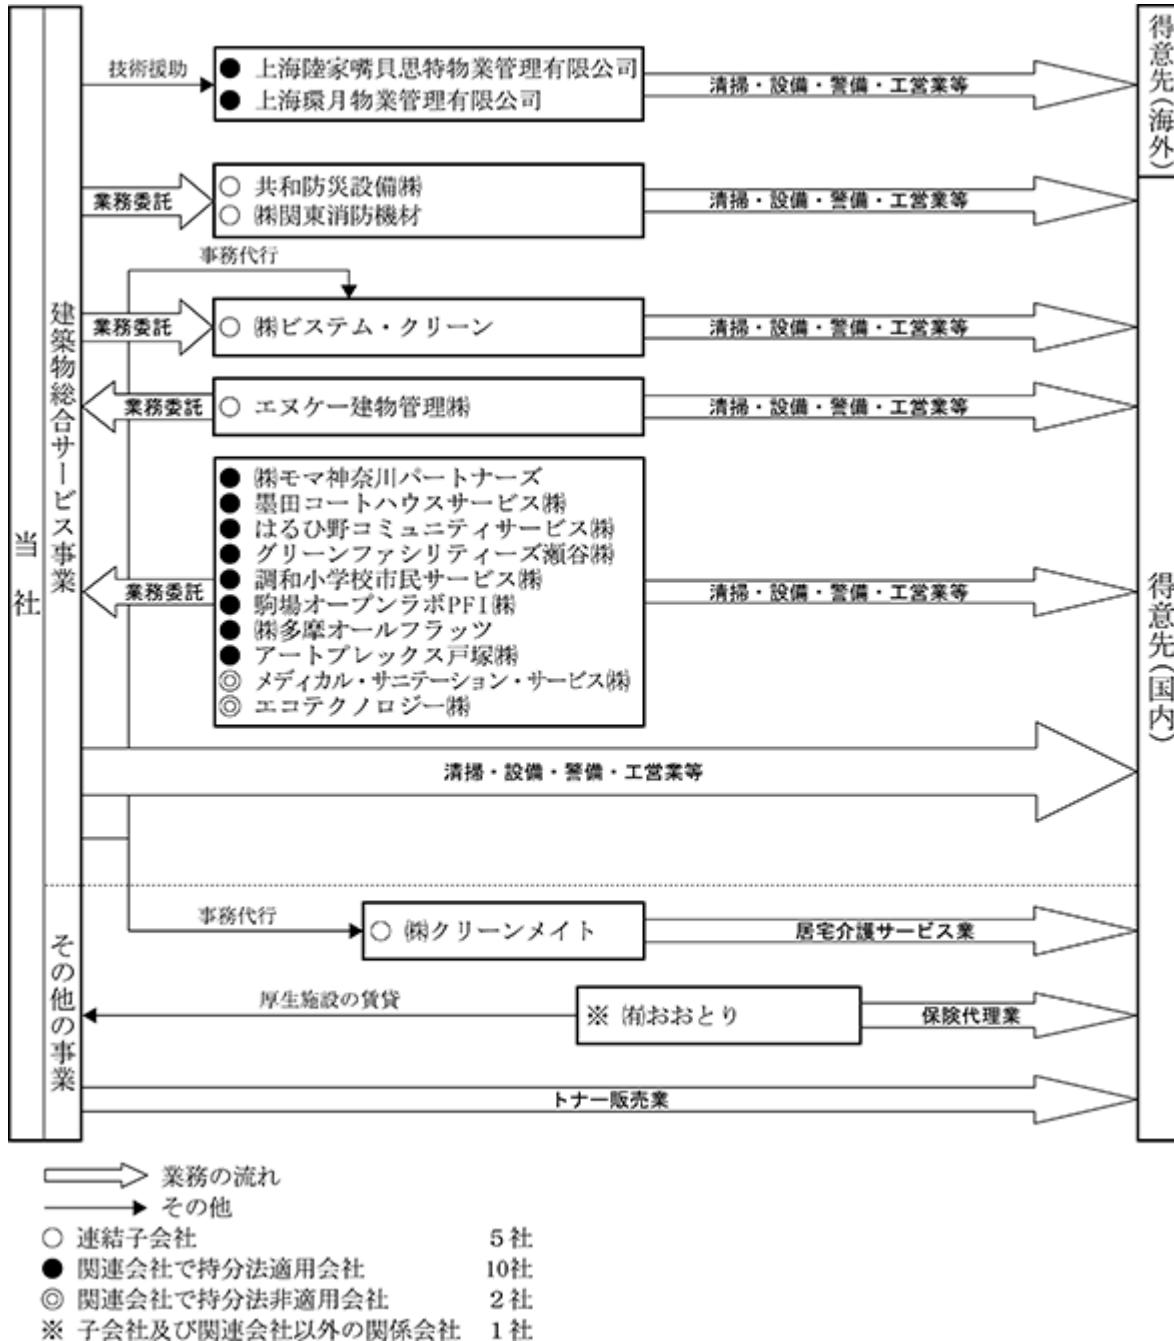 当社
建築物総合サービス事業
その他の事業
得意先(海外)
得意先(国内)
技術援助
● 上海陸家嘴貝思特物業管理有限公司
● 上海環月物業管理有限公司
清掃・設備・警備・工営業等
業務委託
○ 共和防災設備㈱
○ ㈱関東消防機材
清掃・設備・警備・工営業等
事務代行
業務委託
○ ㈱ビステム・クリーン
清掃・設備・警備・工営業等
業務委託
○ エヌケー建物管理㈱
清掃・設備・警備・工営業等
業務委託
● ㈱モマ神奈川パートナーズ
● 墨田コートハウスサービス㈱
● はるひ野コミュニティサービス㈱
● グリーンファシリティーズ瀬谷㈱
● 調和小学校市民サービス㈱
● 駒場オープンラボPFI㈱
● ㈱多摩オールフラッツ
● アートプレックス戸塚㈱
◎ メディカル・サニテーション・サービス㈱
◎ エコテクノロジー㈱
清掃・設備・警備・工営業等
清掃・設備・警備・工営業等
事務代行
○ ㈱クリーンメイト
居宅介護サービス業
厚生施設の賃貸
※ ㈲おおとり
保険代理業
トナー販売業
業務の流れ
その他
○ 連結子会社 5社
● 関連会社で持分法適用会社 10社
◎ 関連会社で持分法非適用会社 2社
※ 子会社及び関連会社以外の関係会社 1社